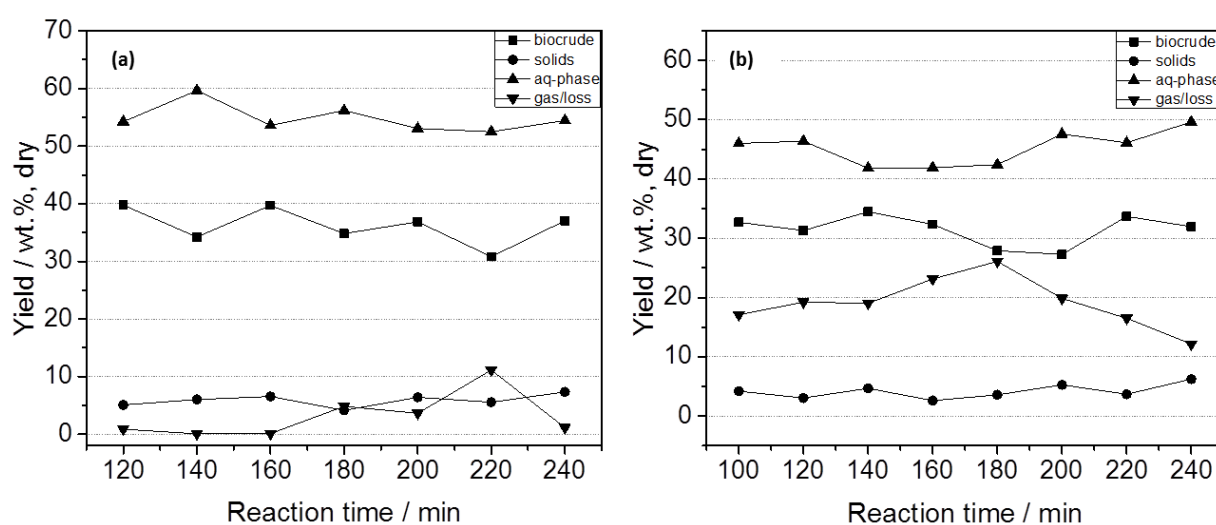 (a)
biocrude
solids
aq-phase
gas/loss
Yield / wt.%, dry
70
60
50
40
30
20
10
0
120 140 160 180 200 220 240
Reaction time / min
(b)
biocrude
solids
aq-phase
gas/loss
Yield / wt.%, dry
60
50
40
30
20
10
0
100 120 140 160 180 200 220 240
Reaction time / min